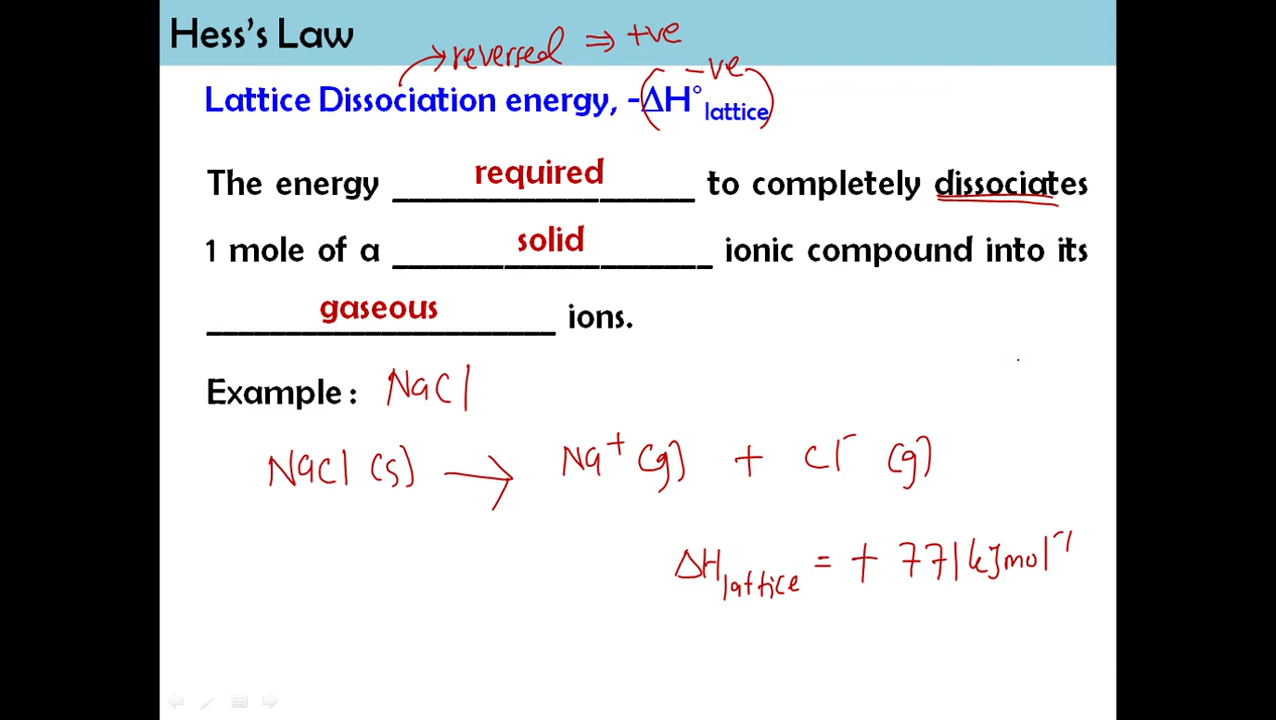 Hess's Law
→ reversed ⇒ +ve
-ve
Lattice Dissociation energy, -(ΔH°lattice)
The energy required to completely dissociates
1 mole of a solid ionic compound into its
gaseous ions.
Example : NaCl
NaCl (s) → Na⁺ (g) + Cl⁻ (g)
ΔHlattice = + 771 kJmol⁻¹